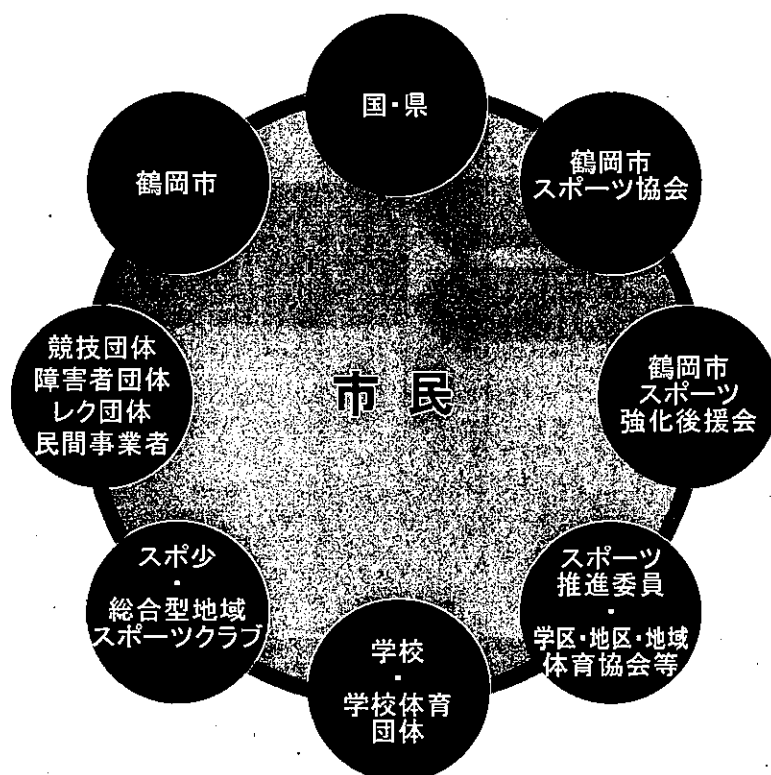 国・県
鶴岡市
スポーツ協会
鶴岡市
スポーツ
強化後援会
スポーツ
推進委員
・
学区・地区・地域
体育協会等
学校
・
学校体育
団体
スポ少
・
総合型地域
スポーツクラブ
競技団体
障害者団体
レク団体
民間事業者
鶴岡市
市民